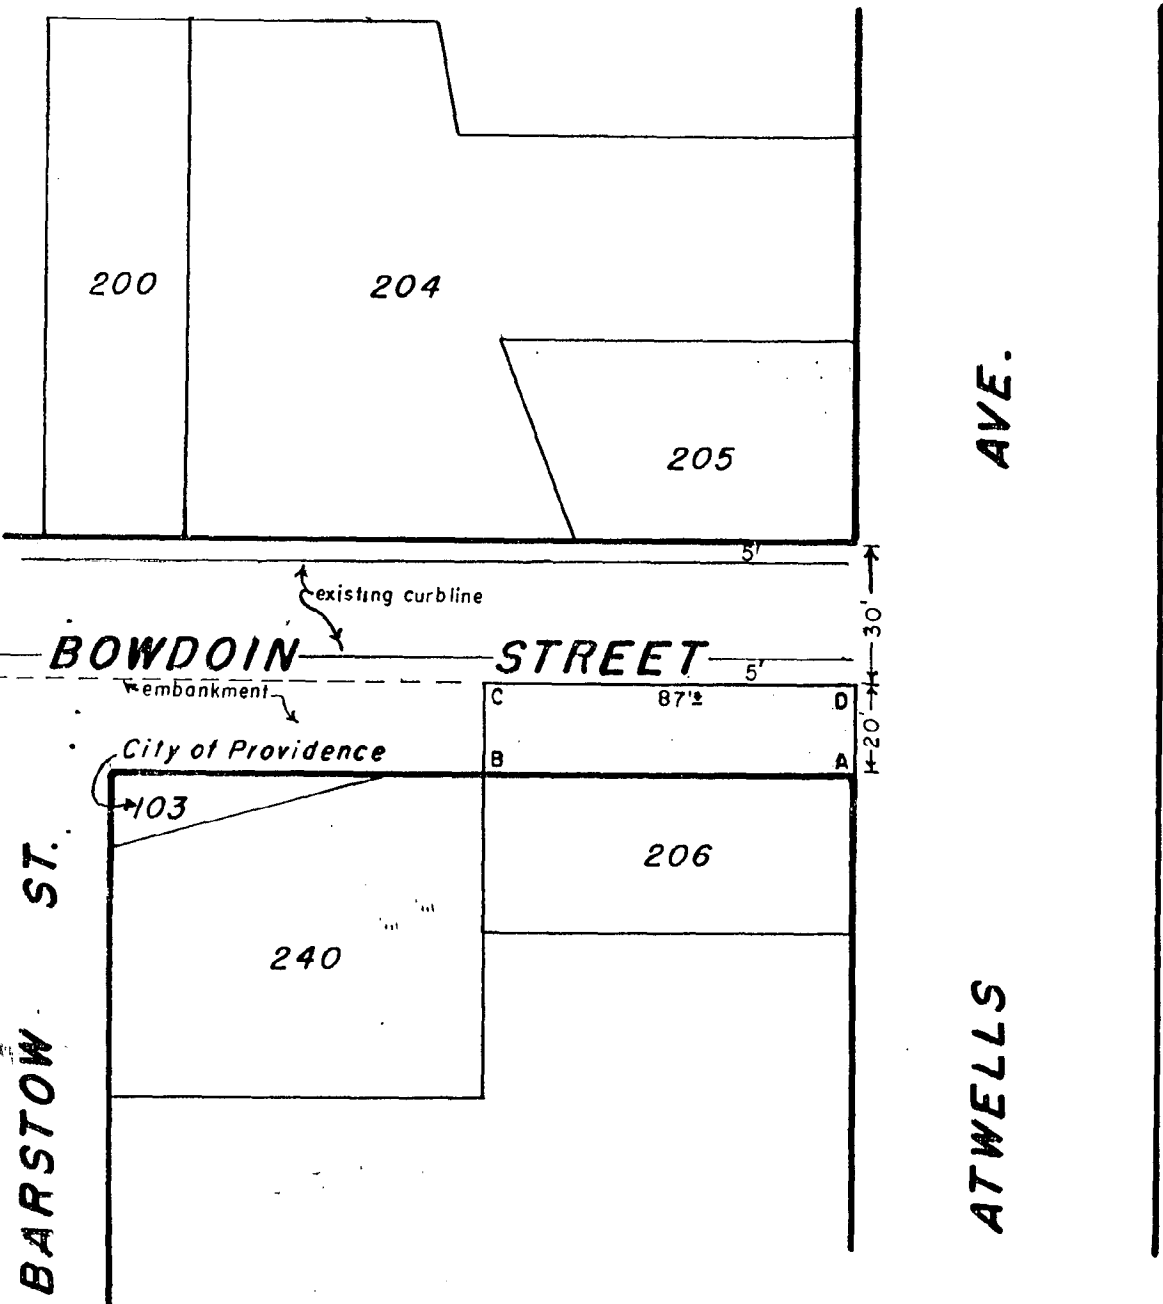 200
204
205
AVE.
5'
existing curbline
30'
BOWDOIN STREET
5'
embankment
C
87'±
D
20'
City of Providence
B
A
103
206
ST.
240
BARSTOW
ATWELLS